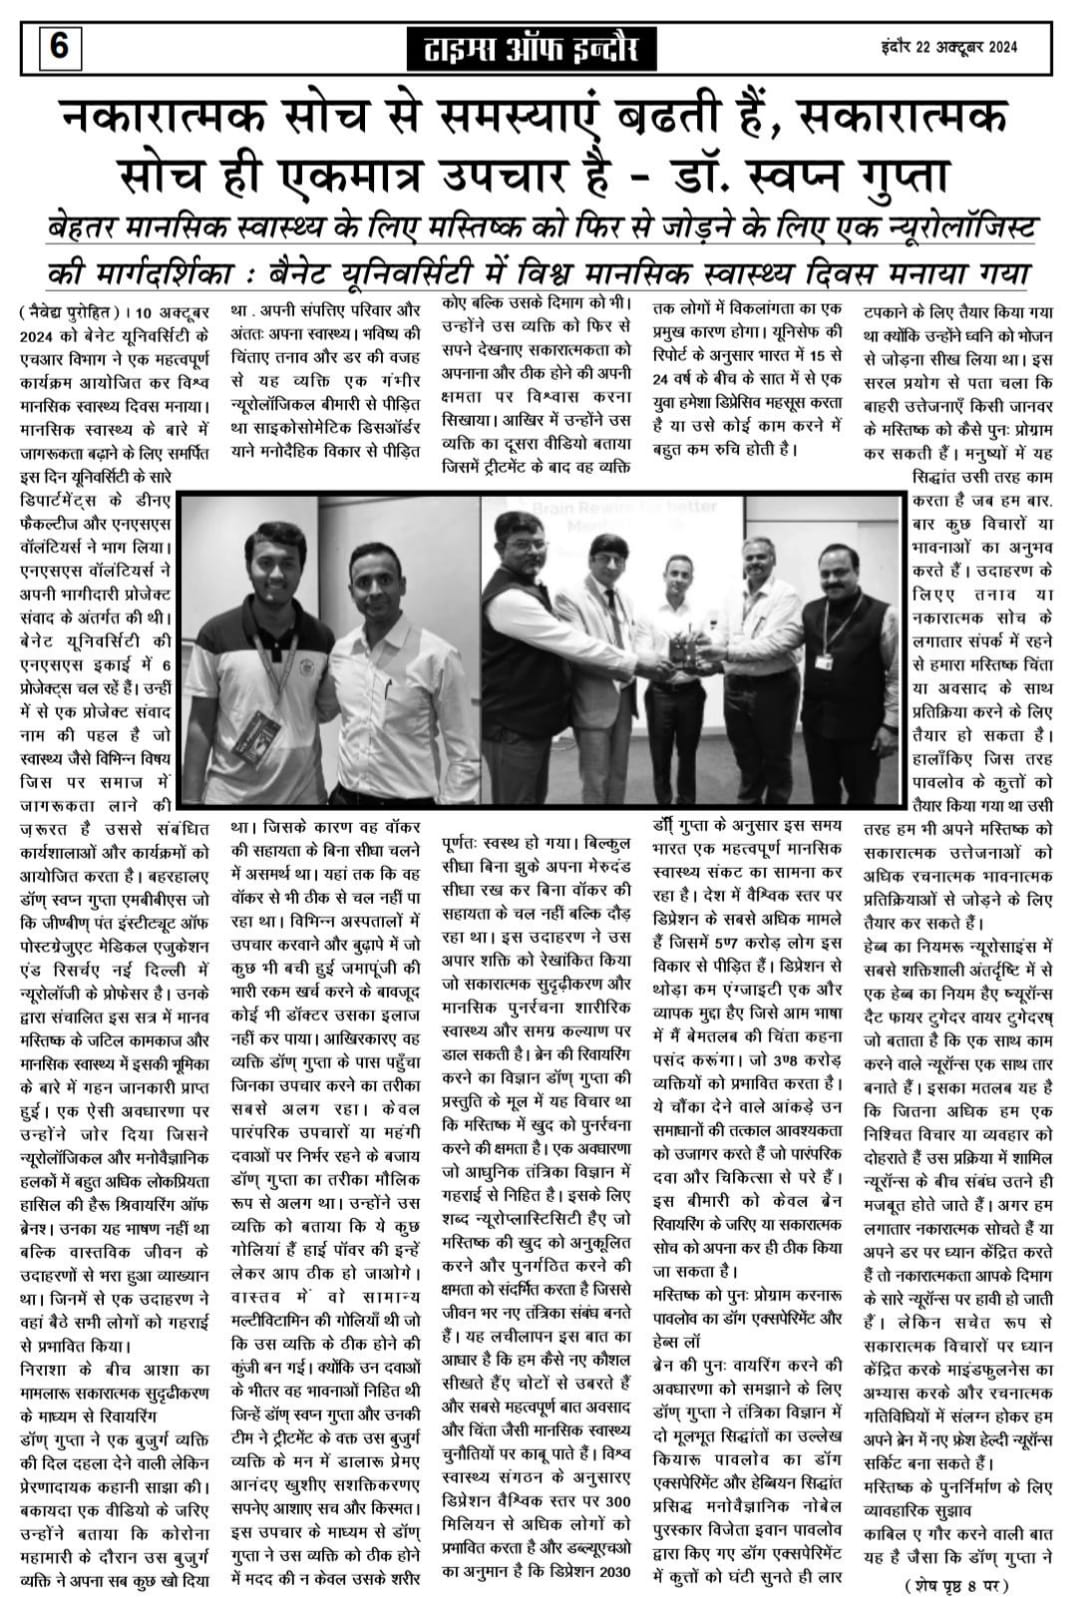 6
टाइम्स ऑफ इन्दौर
इंदौर 22 अक्टूबर 2024
नकारात्मक सोच से समस्याएं बढती हैं, सकारात्मक
सोच ही एकमात्र उपचार है - डॉ. स्वप्न गुप्ता
बेहतर मानसिक स्वास्थ्य के लिए मस्तिष्क को फिर से जोड़ने के लिए एक न्यूरोलॉजिस्ट
की मार्गदर्शिका : बैनेट यूनिवर्सिटी में विश्व मानसिक स्वास्थ्य दिवस मनाया गया
(नैवेद्य पुरोहित)। 10 अक्टूबर
2024 को बेनेट यूनिवर्सिटी के
एचआर विभाग ने एक महत्वपूर्ण
कार्यक्रम आयोजित कर विश्व
मानसिक स्वास्थ्य दिवस मनाया।
मानसिक स्वास्थ्य के बारे में
जागरूकता बढ़ाने के लिए समर्पित
इस दिन यूनिवर्सिटी के सारे
डिपार्टमेंट्स के डीनए
फैकल्टीज और एनएसएस
वॉलंटियर्स ने भाग लिया।
एनएसएस वॉलंटियर्स ने
अपनी भागीदारी प्रोजेक्ट
संवाद के अंतर्गत की थी।
बेनेट यूनिवर्सिटी की
एनएसएस इकाई में 6
प्रोजेक्ट्स चल रहें हैं। उन्हीं
में से एक प्रोजेक्ट संवाद
नाम की पहल है जो
स्वास्थ्य जैसे विभिन्न विषय
जिस पर समाज में
जागरूकता लाने की
ज़रूरत है उससे संबंधित
कार्यशालाओं और कार्यक्रमों को
आयोजित करता है। बहरहालए
डॉण् स्वप्न गुप्ता एमबीबीएस जो
कि जीण्बीण् पंत इंस्टीट्यूट ऑफ
पोस्टग्रेजुएट मेडिकल एजुकेशन
एंड रिसर्चए नई दिल्ली में
न्यूरोलॉजी के प्रोफेसर है। उनके
द्वारा संचालित इस सत्र में मानव
मस्तिष्क के जटिल कामकाज और
मानसिक स्वास्थ्य में इसकी भूमिका
के बारे में गहन जानकारी प्राप्त
हुई। एक ऐसी अवधारणा पर
उन्होंने जोर दिया जिसने
न्यूरोलॉजिकल और मनोवैज्ञानिक
हलकों में बहुत अधिक लोकप्रियता
हासिल की हैरू श्रिवायरिंग ऑफ
ब्रेनश। उनका यह भाषण नहीं था
बल्कि वास्तविक जीवन के
उदाहरणों से भरा हुआ व्याख्यान
था। जिनमें से एक उदाहरण ने
वहां बैठे सभी लोगों को गहराई
से प्रभावित किया।
निराशा के बीच आशा का
मामलारू सकारात्मक सुदृढीकरण
के माध्यम से रिवायरिंग
डॉण् गुप्ता ने एक बुजुर्ग व्यक्ति
की दिल दहला देने वाली लेकिन
प्रेरणादायक कहानी साझा की।
बकायदा एक वीडियो के जरिए
उन्होंने बताया कि कोरोना
महामारी के दौरान उस बुजुर्ग
व्यक्ति ने अपना सब कुछ खो दिया
था . अपनी संपत्तिए परिवार और
अंततः अपना स्वास्थ्य। भविष्य की
चिंताए तनाव और डर की वजह
से यह व्यक्ति एक गंभीर
न्यूरोलॉजिकल बीमारी से पीड़ित
था साइकोसोमेटिक डिसऑर्डर
याने मनोदैहिक विकार से पीड़ित
था। जिसके कारण वह वॉकर
की सहायता के बिना सीधा चलने
में असमर्थ था। यहां तक कि वह
वॉकर से भी ठीक से चल नहीं पा
रहा था। विभिन्न अस्पतालों में
उपचार करवाने और बुढ़ापे में जो
कुछ भी बची हुई जमापूंजी की
भारी रकम खर्च करने के बावजूद
कोई भी डॉक्टर उसका इलाज
नहीं कर पाया। आखिरकारए वह
व्यक्ति डॉण् गुप्ता के पास पहुँचा
जिनका उपचार करने का तरीका
सबसे अलग रहा। केवल
पारंपरिक उपचारों या महंगी
दवाओं पर निर्भर रहने के बजाय
डॉण् गुप्ता का तरीका मौलिक
रूप से अलग था। उन्होंने उस
व्यक्ति को बताया कि ये कुछ
गोलियां हैं हाई पॉवर की इन्हें
लेकर आप ठीक हो जाओगे।
वास्तव में वो सामान्य
मल्टीविटामिन की गोलियाँ थी जो
कि उस व्यक्ति के ठीक होने की
कुंजी बन गई। क्योंकि उन दवाओं
के भीतर वह भावनाओं निहित थी
जिन्हें डॉण् स्वप्न गुप्ता और उनकी
टीम ने ट्रीटमेंट के वक्त उस बुजुर्ग
व्यक्ति के मन में डालारू प्रेमए
आनंदए खुशीए सशक्तिकरणए
सपनेए आशाए सच और किस्मत।
इस उपचार के माध्यम से डॉण्
गुप्ता ने उस व्यक्ति को ठीक होने
में मदद की न केवल उसके शरीर
कोए बल्कि उसके दिमाग को भी।
उन्होंने उस व्यक्ति को फिर से
सपने देखनाए सकारात्मकता को
अपनाना और ठीक होने की अपनी
क्षमता पर विश्वास करना
सिखाया। आखिर में उन्होंने उस
व्यक्ति का दूसरा वीडियो बताया
जिसमें ट्रीटमेंट के बाद वह व्यक्ति
पूर्णतः स्वस्थ हो गया। बिल्कुल
सीधा बिना झुके अपना मेरुदंड
सीधा रख कर बिना वॉकर की
सहायता के चल नहीं बल्कि दौड़
रहा था। इस उदाहरण ने उस
अपार शक्ति को रेखांकित किया
जो सकारात्मक सुदृढ़ीकरण और
मानसिक पुनर्रचना शारीरिक
स्वास्थ्य और समग्र कल्याण पर
डाल सकती है। ब्रेन की रिवायरिंग
करने का विज्ञान डॉण् गुप्ता की
प्रस्तुति के मूल में यह विचार था
कि मस्तिष्क में खुद को पुनर्रचना
करने की क्षमता है। एक अवधारणा
जो आधुनिक तंत्रिका विज्ञान में
गहराई से निहित है। इसके लिए
शब्द न्यूरोप्लास्टिसिटी हैए जो
मस्तिष्क की खुद को अनुकूलित
करने और पुनर्गठित करने की
क्षमता को संदर्भित करता है जिससे
जीवन भर नए तंत्रिका संबंध बनते
हैं। यह लचीलापन इस बात का
आधार है कि हम कैसे नए कौशल
सीखते हैंए चोटों से उबरते हैं
और सबसे महत्वपूर्ण बात अवसाद
और चिंता जैसी मानसिक स्वास्थ्य
चुनौतियों पर काबू पाते हैं। विश्व
स्वास्थ्य संगठन के अनुसारए
डिप्रेशन वैश्विक स्तर पर 300
मिलियन से अधिक लोगों को
प्रभावित करता है और डब्ल्यूएचओ
का अनुमान है कि डिप्रेशन 2030
तक लोगों में विकलांगता का एक
प्रमुख कारण होगा। यूनिसेफ की
रिपोर्ट के अनुसार भारत में 15 से
24 वर्ष के बीच के सात में से एक
युवा हमेशा डिप्रेसिव महसूस करता
है या उसे कोई काम करने में
बहुत कम रुचि होती है।
डॉण् गुप्ता के अनुसार इस समय
भारत एक महत्वपूर्ण मानसिक
स्वास्थ्य संकट का सामना कर
रहा है। देश में वैश्विक स्तर पर
डिप्रेशन के सबसे अधिक मामले
हैं जिसमें 5ण्7 करोड़ लोग इस
विकार से पीड़ित हैं। डिप्रेशन से
थोड़ा कम एंग्जाइटी एक और
व्यापक मुद्दा हैए जिसे आम भाषा
में मैं बेमतलब की चिंता कहना
पसंद करूंगा। जो 3ण्8 करोड़
व्यक्तियों को प्रभावित करता है।
ये चौंका देने वाले आंकड़े उन
समाधानों की तत्काल आवश्यकता
को उजागर करते हैं जो पारंपरिक
दवा और चिकित्सा से परे हैं।
इस बीमारी को केवल ब्रेन
रिवायरिंग के जरिए या सकारात्मक
सोच को अपना कर ही ठीक किया
जा सकता है।
मस्तिष्क को पुनः प्रोग्राम करनारू
पावलोव का डॉग एक्सपेरिमेंट और
हेब्स लॉ
ब्रेन की पुनः वायरिंग करने की
अवधारणा को समझाने के लिए
डॉण् गुप्ता ने तंत्रिका विज्ञान में
दो मूलभूत सिद्धांतों का उल्लेख
कियारू पावलोव का डॉग
एक्सपेरिमेंट और हेब्बियन सिद्धांत
प्रसिद्ध मनोवैज्ञानिक नोबेल
पुरस्कार विजेता इवान पावलोव
द्वारा किए गए डॉग एक्सपेरिमेंट
में कुत्तों को घंटी सुनते ही लार
टपकाने के लिए तैयार किया गया
था क्योंकि उन्होंने ध्वनि को भोजन
से जोड़ना सीख लिया था। इस
सरल प्रयोग से पता चला कि
बाहरी उत्तेजनाएँ किसी जानवर
के मस्तिष्क को कैसे पुनः प्रोग्राम
कर सकती हैं। मनुष्यों में यह
सिद्धांत उसी तरह काम
करता है जब हम बार.
बार कुछ विचारों या
भावनाओं का अनुभव
करते हैं। उदाहरण के
लिएए तनाव या
नकारात्मक सोच के
लगातार संपर्क में रहने
से हमारा मस्तिष्क चिंता
या अवसाद के साथ
प्रतिक्रिया करने के लिए
तैयार हो सकता है।
हालाँकिए जिस तरह
पावलोव के कुत्तों को
तैयार किया गया था उसी
तरह हम भी अपने मस्तिष्क को
सकारात्मक उत्तेजनाओं को
अधिक रचनात्मक भावनात्मक
प्रतिक्रियाओं से जोड़ने के लिए
तैयार कर सकते हैं।
हेब्ब का नियमरू न्यूरोसाइंस में
सबसे शक्तिशाली अंतर्दृष्टि में से
एक हेब्ब का नियम हैए ष्न्यूरॉन्स
दैट फायर टुगेदर वायर टुगेदरष्
जो बताता है कि एक साथ काम
करने वाले न्यूरॉन्स एक साथ तार
बनाते हैं। इसका मतलब यह है
कि जितना अधिक हम एक
निश्चित विचार या व्यवहार को
दोहराते हैं उस प्रक्रिया में शामिल
न्यूरॉन्स के बीच संबंध उतने ही
मजबूत होते जाते हैं। अगर हम
लगातार नकारात्मक सोचते हैं या
अपने डर पर ध्यान केंद्रित करते
हैं तो नकारात्मकता आपके दिमाग
के सारे न्यूरॉन्स पर हावी हो जाती
हैं। लेकिन सचेत रूप से
सकारात्मक विचारों पर ध्यान
केंद्रित करके माइंडफुलनेस का
अभ्यास करके और रचनात्मक
गतिविधियों में संलग्न होकर हम
अपने ब्रेन में नए फ्रेश हेल्दी न्यूरॉन्स
सर्किट बना सकते हैं।
मस्तिष्क के पुनर्निर्माण के लिए
व्यावहारिक सुझाव
काबिल ए गौर करने वाली बात
यह है जैसा कि डॉण् गुप्ता ने
(शेष पृष्ठ 8 पर)
Brain Rewire for better